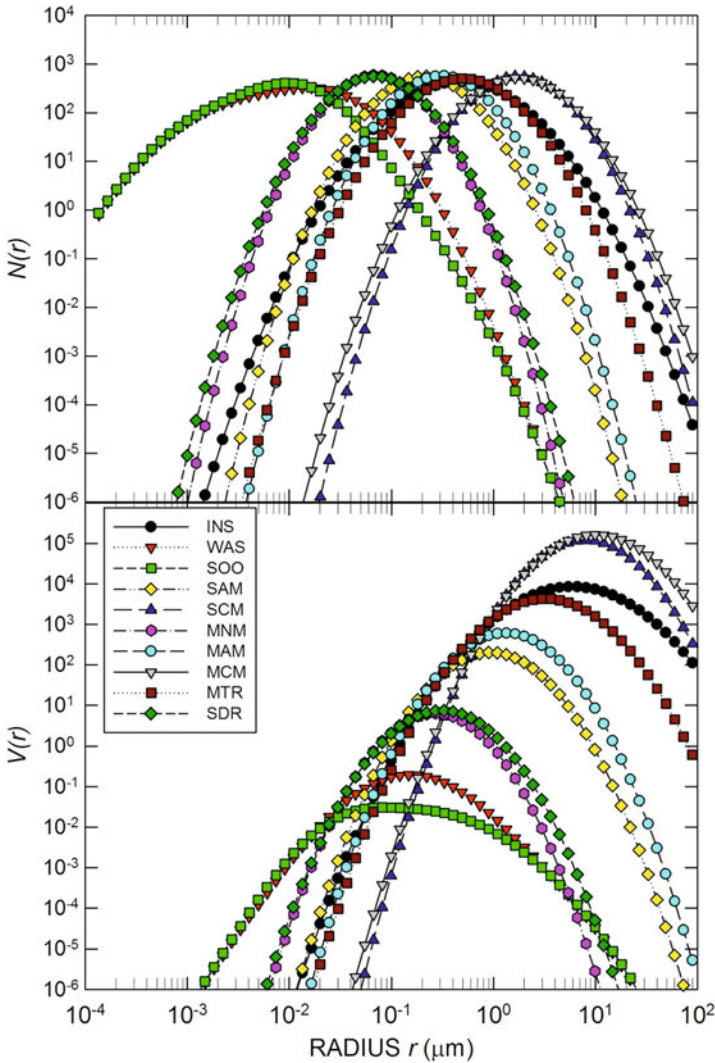 10⁴
10³
10²
10¹
10⁰
10⁻¹
10⁻²
10⁻³
10⁻⁴
10⁻⁵
10⁻⁶
N(r)
INS
WAS
SOO
SAM
SCM
MNM
MAM
MCM
MTR
SDR
10⁵
10⁴
10³
10²
10¹
10⁰
10⁻¹
10⁻²
10⁻³
10⁻⁴
10⁻⁵
10⁻⁶
V(r)
10⁻⁴ 10⁻³ 10⁻² 10⁻¹ 10⁰ 10¹ 10²
RADIUS r (μm)